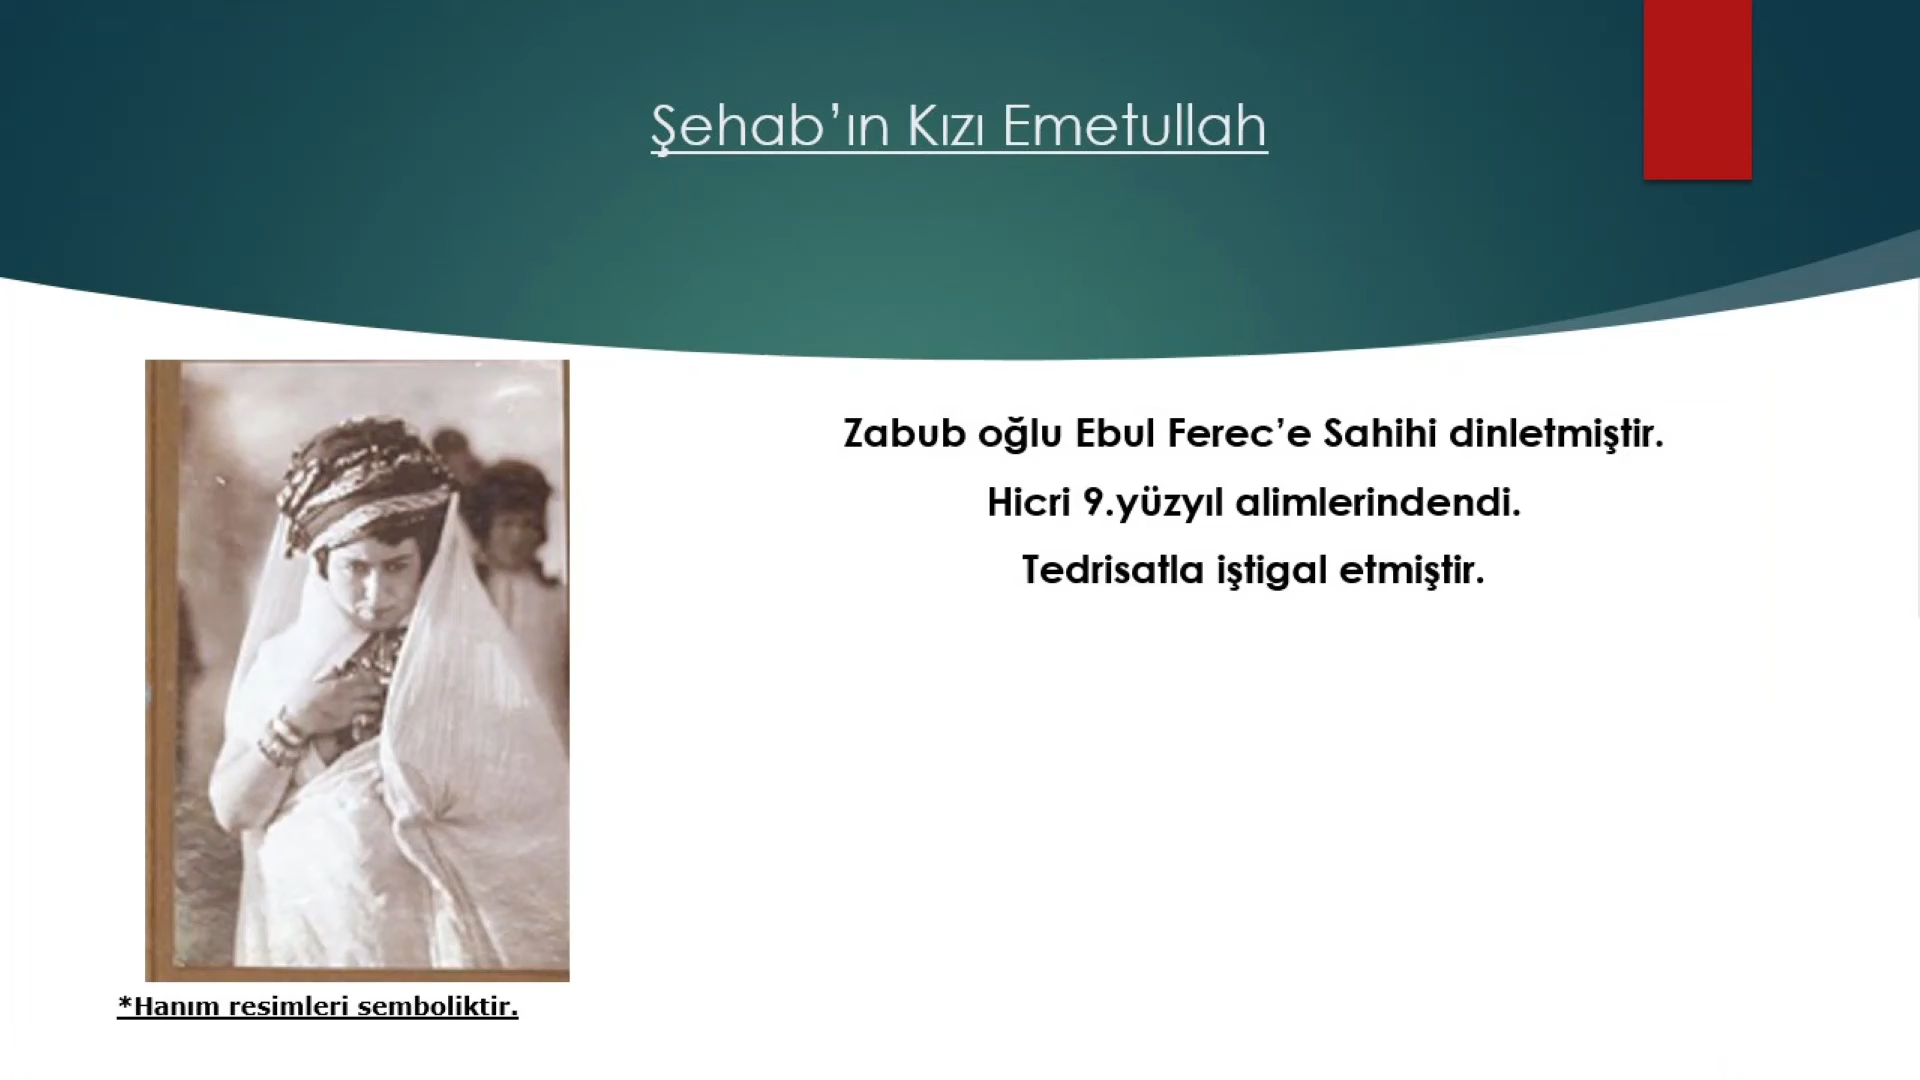 Şehab’ın Kızı Emetullah
Zabub oğlu Ebul Ferec’e Sahihi dinletmiştir.
Hicri 9.yüzyıl alimlerindendi.
Tedrisatla iştigal etmiştir.
*Hanım resimleri semboliktir.